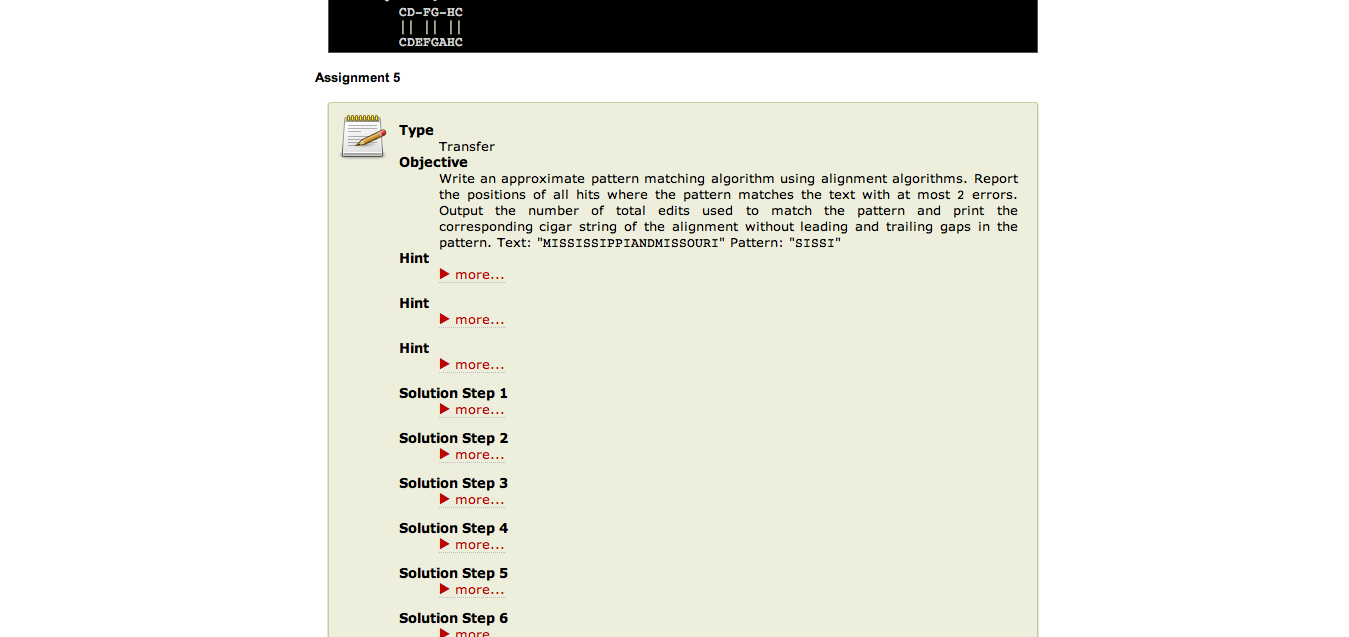 CD-FG-HC
|| || ||
CDEFGAHC
Assignment 5
Type
Transfer
Objective
Write an approximate pattern matching algorithm using alignment algorithms. Report
the positions of all hits where the pattern matches the text with at most 2 errors.
Output the number of total edits used to match the pattern and print the
corresponding cigar string of the alignment without leading and trailing gaps in the
pattern. Text: "MISSISSIPPIANDMISSOURI" Pattern: "SISSI"
Hint
more...
Hint
more...
Hint
more...
Solution Step 1
more...
Solution Step 2
more...
Solution Step 3
more...
Solution Step 4
more...
Solution Step 5
more...
Solution Step 6
more...